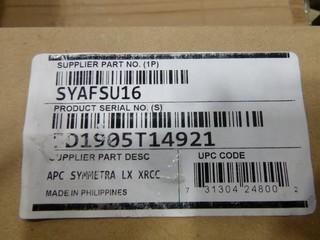 SUPPLIER PART NO. (1P)
SYAFSU16
PRODUCT SERIAL NO. (S)
1905T14921
SUPPLIER PART DESC
UPC CODE
APC SYMMETRA LX XRCC
MADE IN PHILIPPINES
7 31304 24800 2